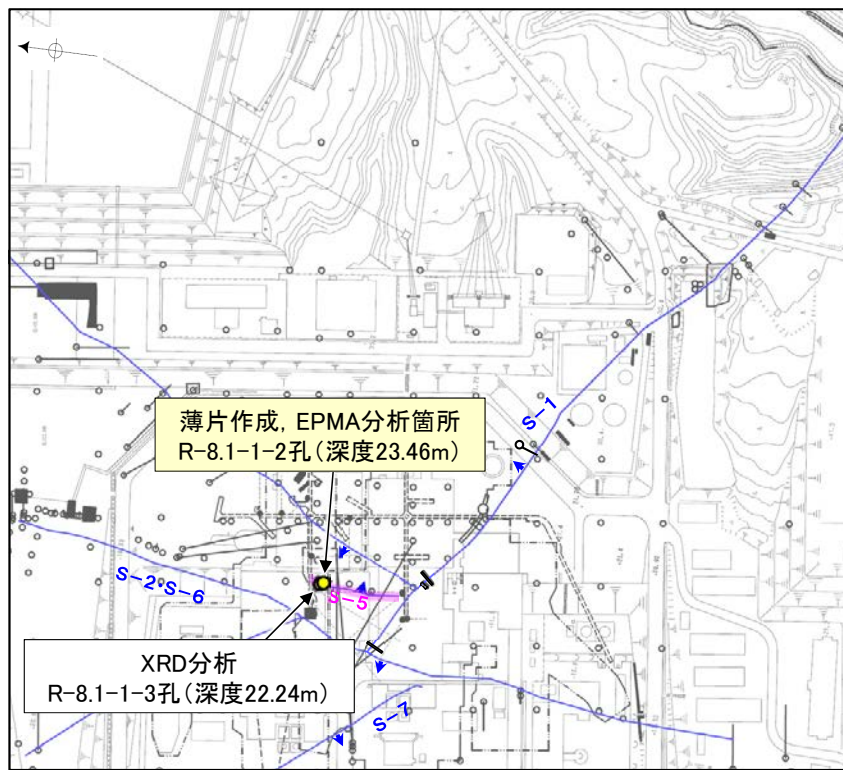 S-1
薄片作成, EPMA分析箇所
R-8.1-1-2孔(深度23.46m)
S-2・S-6
S-5
XRD分析
R-8.1-1-3孔(深度22.24m)
S-7